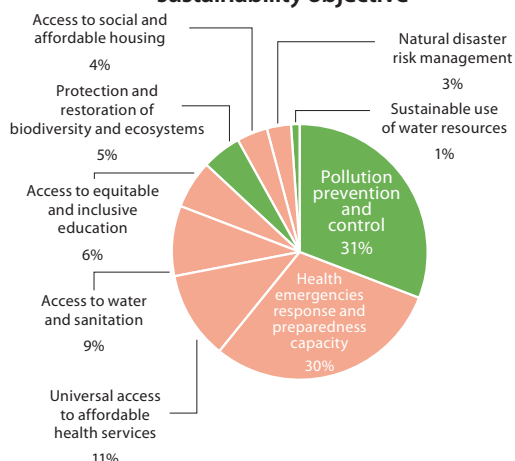 sustainability objective
Access to social and
affordable housing
4%
Natural disaster
risk management
3%
Protection and
restoration of
biodiversity and ecosystems
5%
Sustainable use
of water resources
1%
Pollution
prevention
and
control
31%
Access to equitable
and inclusive
education
6%
Health
emergencies
response and
preparedness
capacity
30%
Access to water
and sanitation
9%
Universal access
to affordable
health services
11%